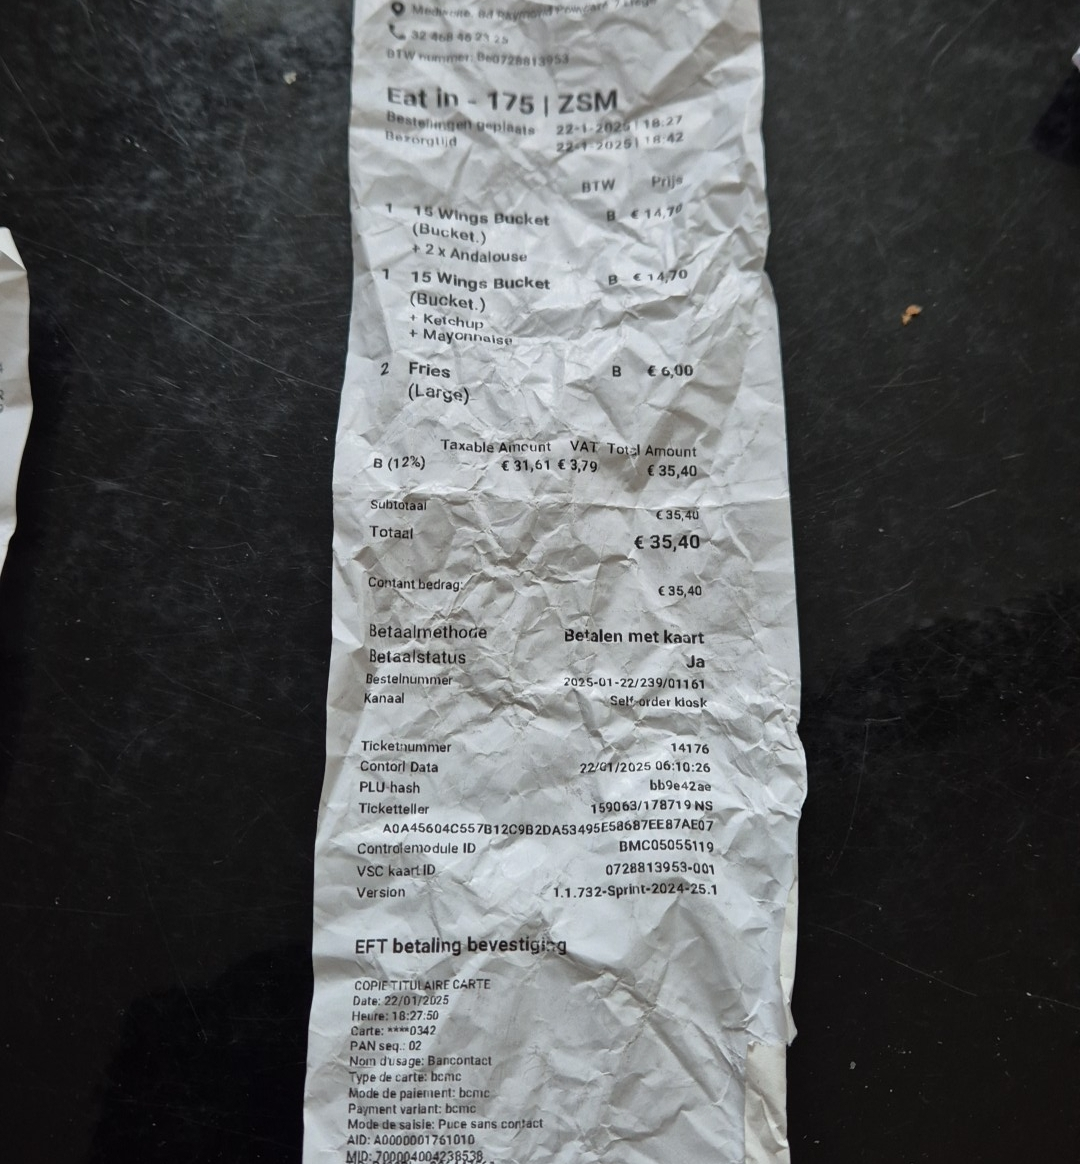 32 468 46 21 25
BTW nummer: Be0728813953
Eat in - 175 | ZSM
Bestellingen geplaats 22-1-2025 | 18:27
Bezorgtijd 22-1-2025 | 18:42
BTW Prijs
1 15 Wings Bucket B € 14,70
(Bucket.)
+ 2 x Andalouse
1 15 Wings Bucket B € 14,70
(Bucket.)
+ Ketchup
+ Mayonnaise
2 Fries B € 6,00
(Large)
Taxable Amount VAT Total Amount
B (12%) € 31,61 € 3,79 € 35,40
Subtotaal € 35,40
Totaal € 35,40
Contant bedrag: € 35,40
Betaalmethode Betalen met kaart
Betaalstatus Ja
Bestelnummer 2025-01-22/239/01161
Kanaal Self-order kiosk
Ticketnummer 14176
Contorl Data 22/01/2025 06:10:26
PLU hash bb9e42ae
Ticketteller 159063/178719 NS
A0A45604C557B12C9B2DA53495E58687EE87AE07
Controlemodule ID BMC05055119
VSC kaart ID 0728813953-001
Version 1.1.732-Sprint-2024-25.1
EFT betaling bevestiging
COPIE TITULAIRE CARTE
Date: 22/01/2025
Heure: 18:27:50
Carte: ****0342
PAN seq.: 02
Nom d'usage: Bancontact
Type de carte: bcmc
Mode de paiement: bcmc
Payment variant: bcmc
Mode de saisie: Puce sans contact
AID: A0000001761010
MID: 700004004238538